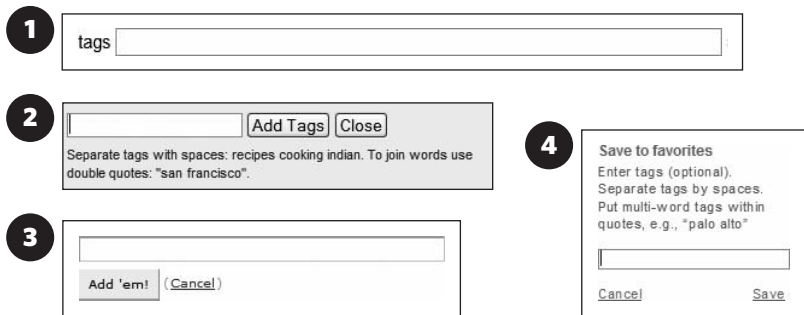 1
tags
2
Add Tags Close
Separate tags with spaces: recipes cooking indian. To join words use
double quotes: "san francisco".
3
Add 'em! (Cancel)
4
Save to favorites
Enter tags (optional).
Separate tags by spaces.
Put multi-word tags within
quotes, e.g., “palo alto”
Cancel Save